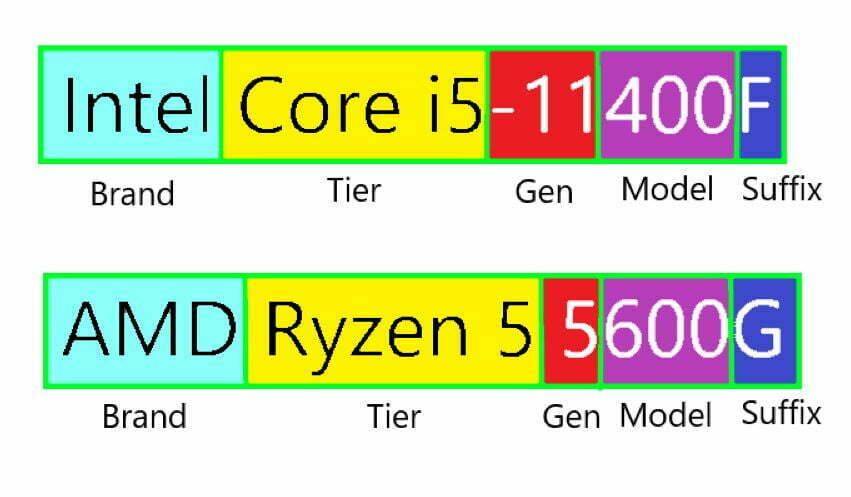 Intel Core i5-11400F
Brand Tier Gen Model Suffix
AMD Ryzen 5 5600G
Brand Tier Gen Model Suffix